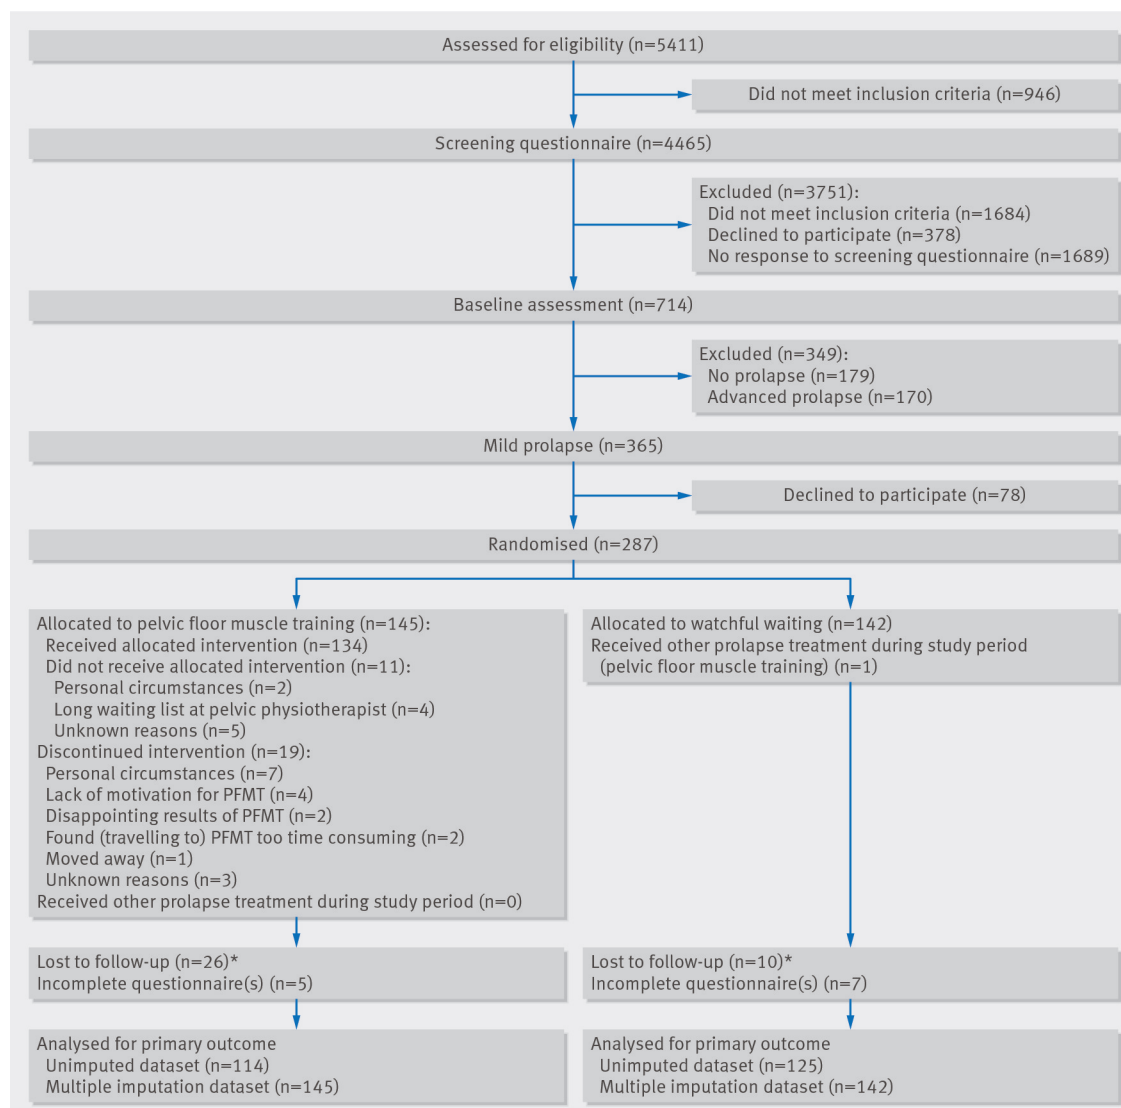 Assessed for eligibility (n=5411)
Did not meet inclusion criteria (n=946)
Screening questionnaire (n=4465)
Excluded (n=3751):
Did not meet inclusion criteria (n=1684)
Declined to participate (n=378)
No response to screening questionnaire (n=1689)
Baseline assessment (n=714)
Excluded (n=349):
No prolapse (n=179)
Advanced prolapse (n=170)
Mild prolapse (n=365)
Declined to participate (n=78)
Randomised (n=287)
Allocated to pelvic floor muscle training (n=145):
Received allocated intervention (n=134)
Did not receive allocated intervention (n=11):
Personal circumstances (n=2)
Long waiting list at pelvic physiotherapist (n=4)
Unknown reasons (n=5)
Discontinued intervention (n=19):
Personal circumstances (n=7)
Lack of motivation for PFMT (n=4)
Disappointing results of PFMT (n=2)
Found (travelling to) PFMT too time consuming (n=2)
Moved away (n=1)
Unknown reasons (n=3)
Received other prolapse treatment during study period (n=0)
Allocated to watchful waiting (n=142)
Received other prolapse treatment during study period
(pelvic floor muscle training) (n=1)
Lost to follow-up (n=26)*
Incomplete questionnaire(s) (n=5)
Lost to follow-up (n=10)*
Incomplete questionnaire(s) (n=7)
Analysed for primary outcome
Unimputed dataset (n=114)
Multiple imputation dataset (n=145)
Analysed for primary outcome
Unimputed dataset (n=125)
Multiple imputation dataset (n=142)